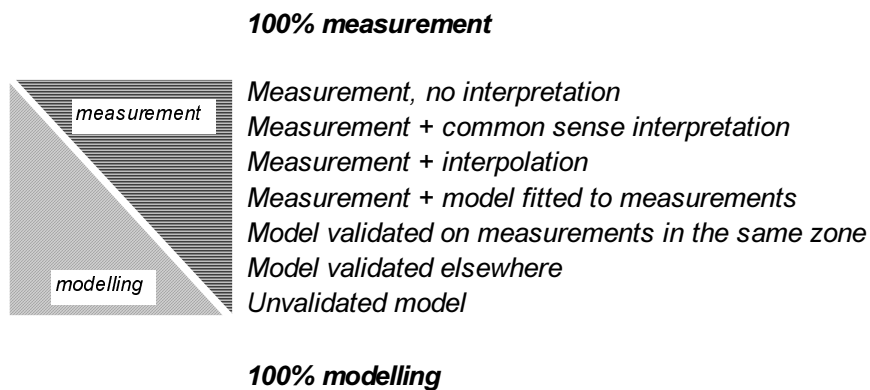 100% measurement
measurement
Measurement, no interpretation
Measurement + common sense interpretation
Measurement + interpolation
Measurement + model fitted to measurements
Model validated on measurements in the same zone
Model validated elsewhere
modelling
Unvalidated model
100% modelling